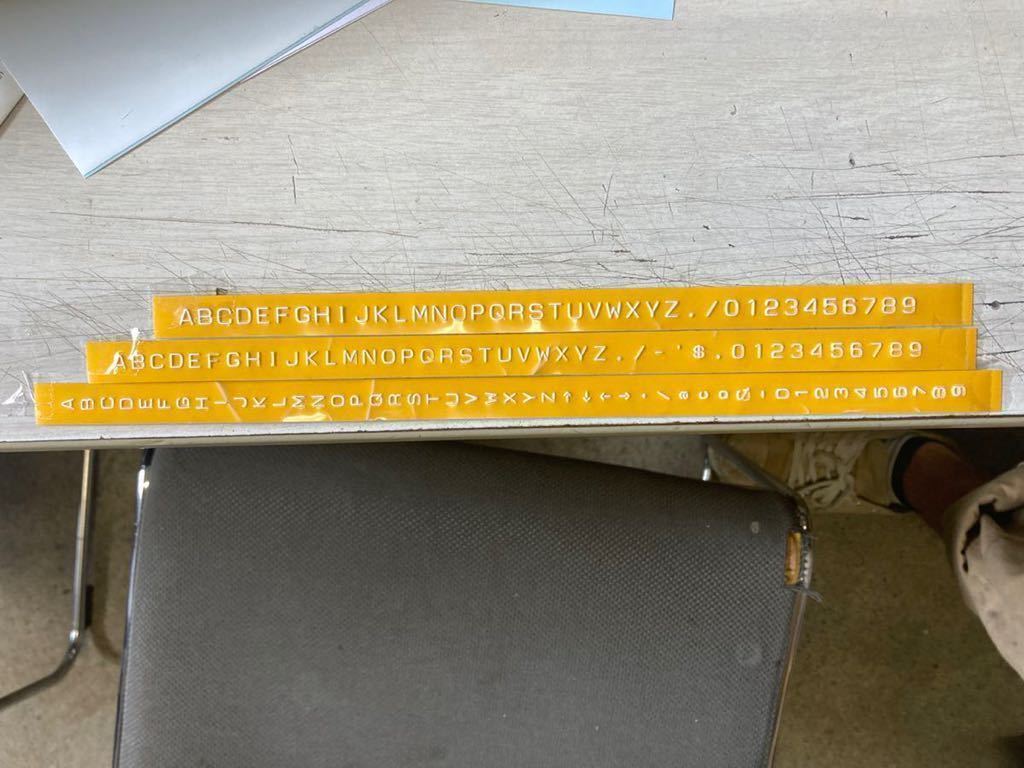 ABCDEFGHIJKLMNOPQRSTUVWXYZ./0123456789
ABCDEFGHIJKLMNOPQRSTUVWXYZ./-'$.0123456789
ABCDEFGHIJKLMNOPQRSTUVWXYZ
0123456789